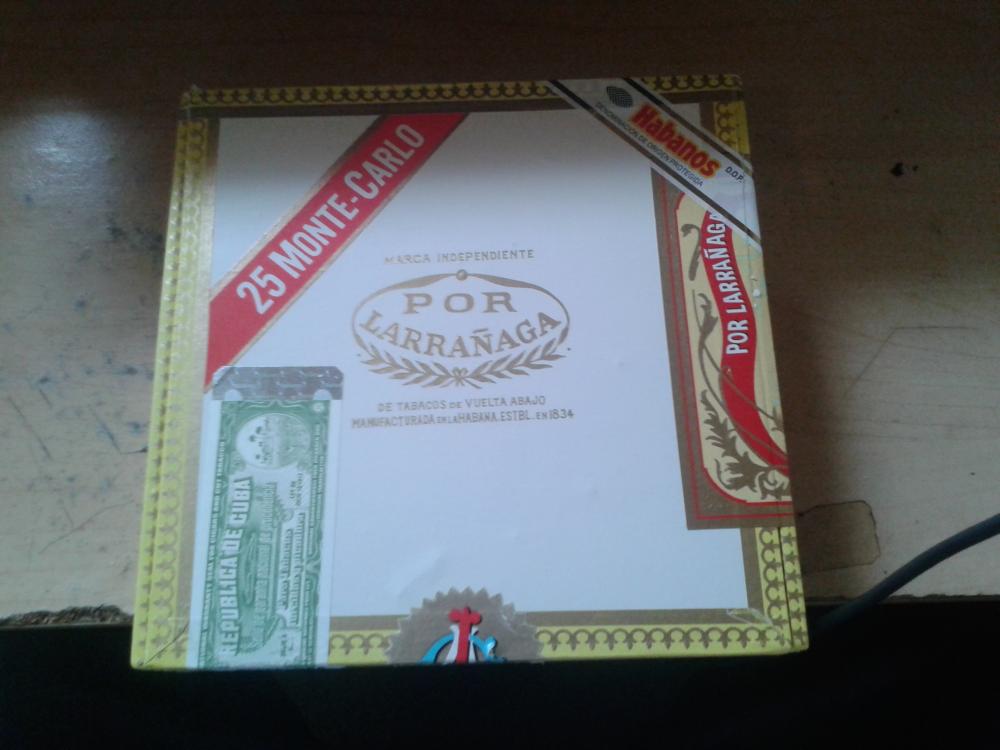 25 MONTE-CARLO
Habanos
DENOMINACIÓN DE ORIGEN PROTEGIDA
D.O.P.
MARCA INDEPENDIENTE
POR
LARRAÑAGA
DE TABACOS DE VUELTA ABAJO
MANUFACTURADA EN LA HABANA. ESTBL. EN 1834
POR LARRAÑAGA
REPUBLICA DE CUBA